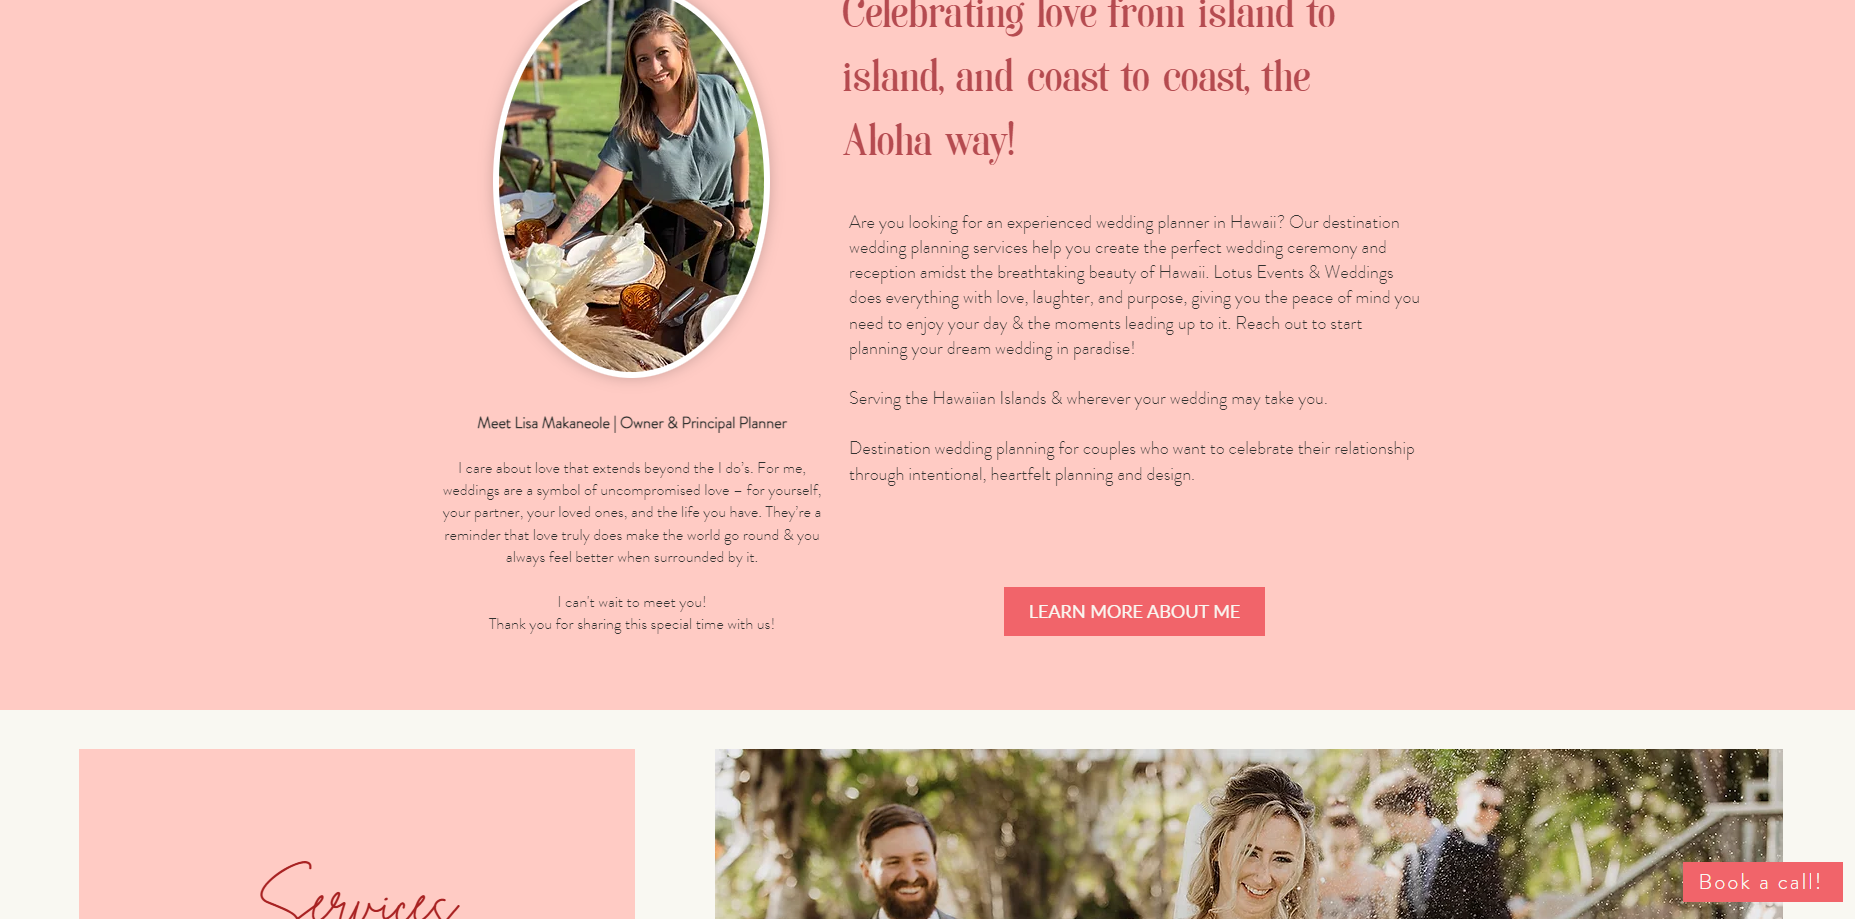 Celebrating love from island to
island, and coast to coast, the
Aloha way!
Are you looking for an experienced wedding planner in Hawaii? Our destination
wedding planning services help you create the perfect wedding ceremony and
reception amidst the breathtaking beauty of Hawaii. Lotus Events & Weddings
does everything with love, laughter, and purpose, giving you the peace of mind you
need to enjoy your day & the moments leading up to it. Reach out to start
planning your dream wedding in paradise!
Serving the Hawaiian Islands & wherever your wedding may take you.
Destination wedding planning for couples who want to celebrate their relationship
through intentional, heartfelt planning and design.
LEARN MORE ABOUT ME
Meet Lisa Makaneole | Owner & Principal Planner
I care about love that extends beyond the I do’s. For me,
weddings are a symbol of uncompromised love – for yourself,
your partner, your loved ones, and the life you have. They’re a
reminder that love truly does make the world go round & you
always feel better when surrounded by it.
I can't wait to meet you!
Thank you for sharing this special time with us!
Services
Book a call!